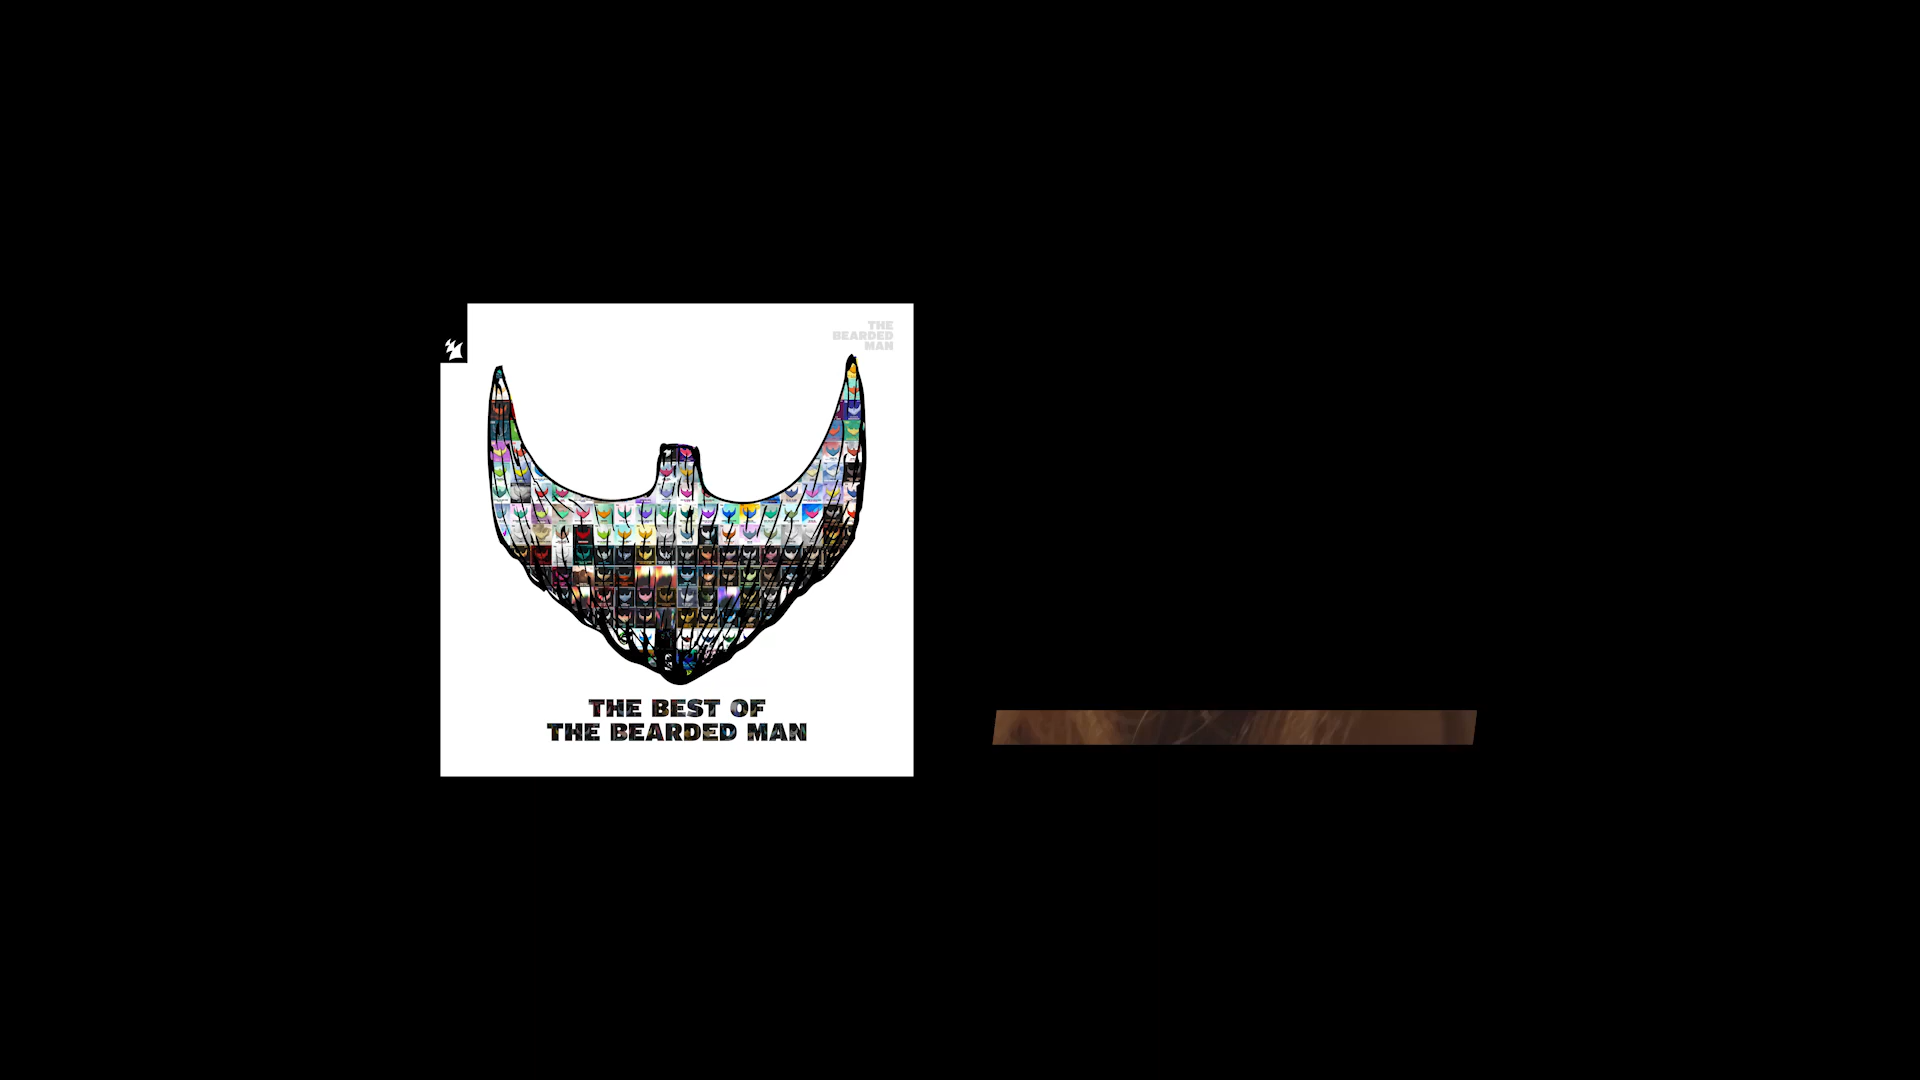 THE
BEARDED
MAN
THE BEST OF
THE BEARDED MAN